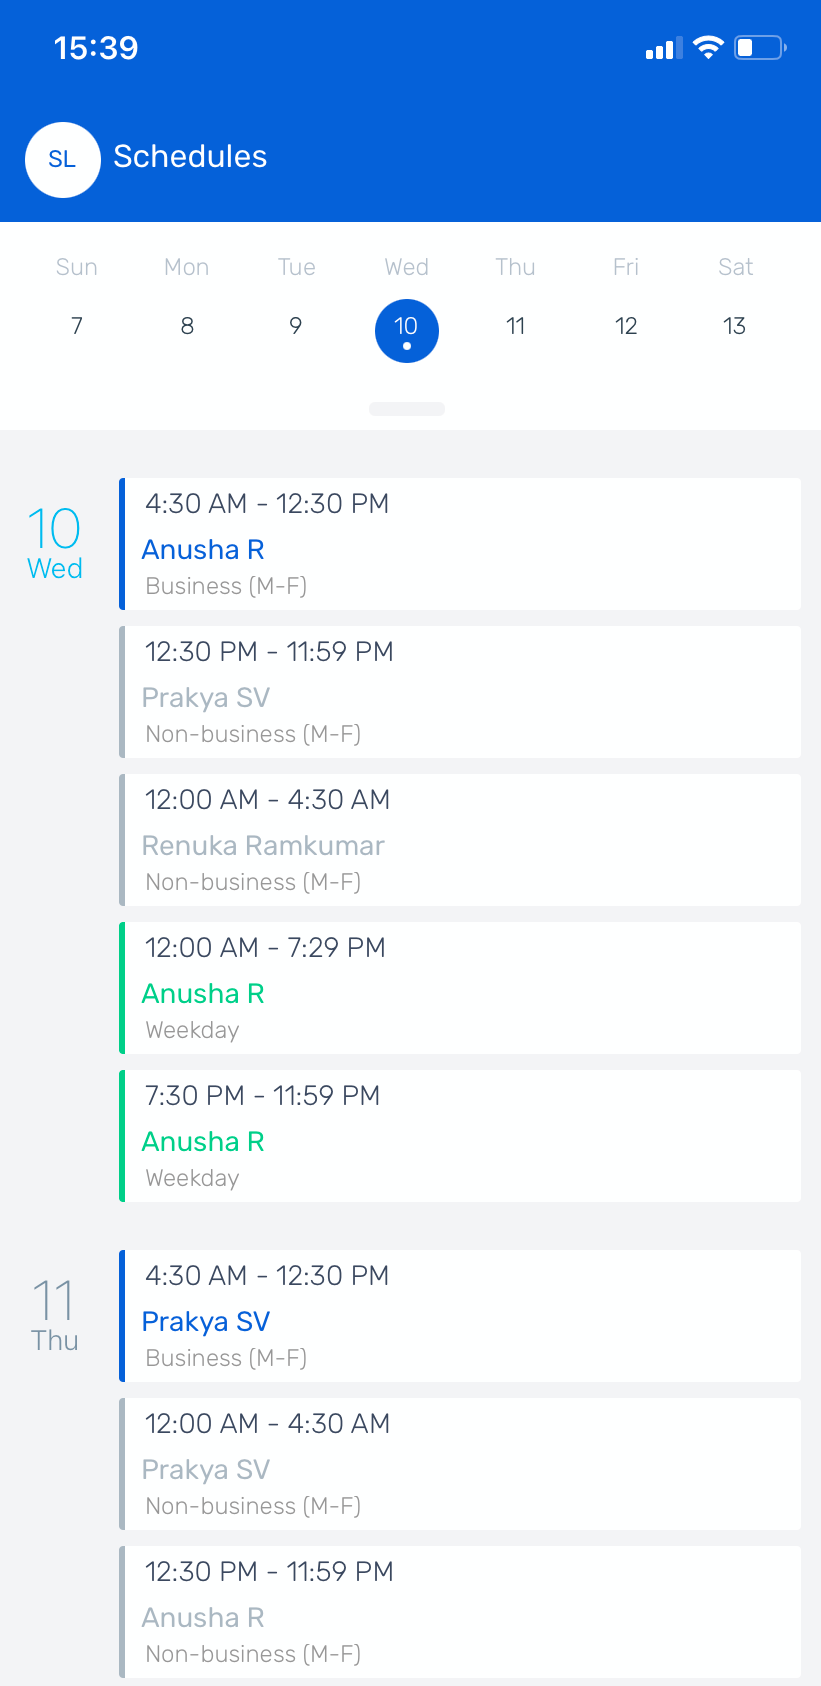 15:39
SL Schedules
Sun Mon Tue Wed Thu Fri Sat
7 8 9 10 11 12 13
10
Wed
4:30 AM - 12:30 PM
Anusha R
Business (M-F)
12:30 PM - 11:59 PM
Prakya SV
Non-business (M-F)
12:00 AM - 4:30 AM
Renuka Ramkumar
Non-business (M-F)
12:00 AM - 7:29 PM
Anusha R
Weekday
7:30 PM - 11:59 PM
Anusha R
Weekday
11
Thu
4:30 AM - 12:30 PM
Prakya SV
Business (M-F)
12:00 AM - 4:30 AM
Prakya SV
Non-business (M-F)
12:30 PM - 11:59 PM
Anusha R
Non-business (M-F)